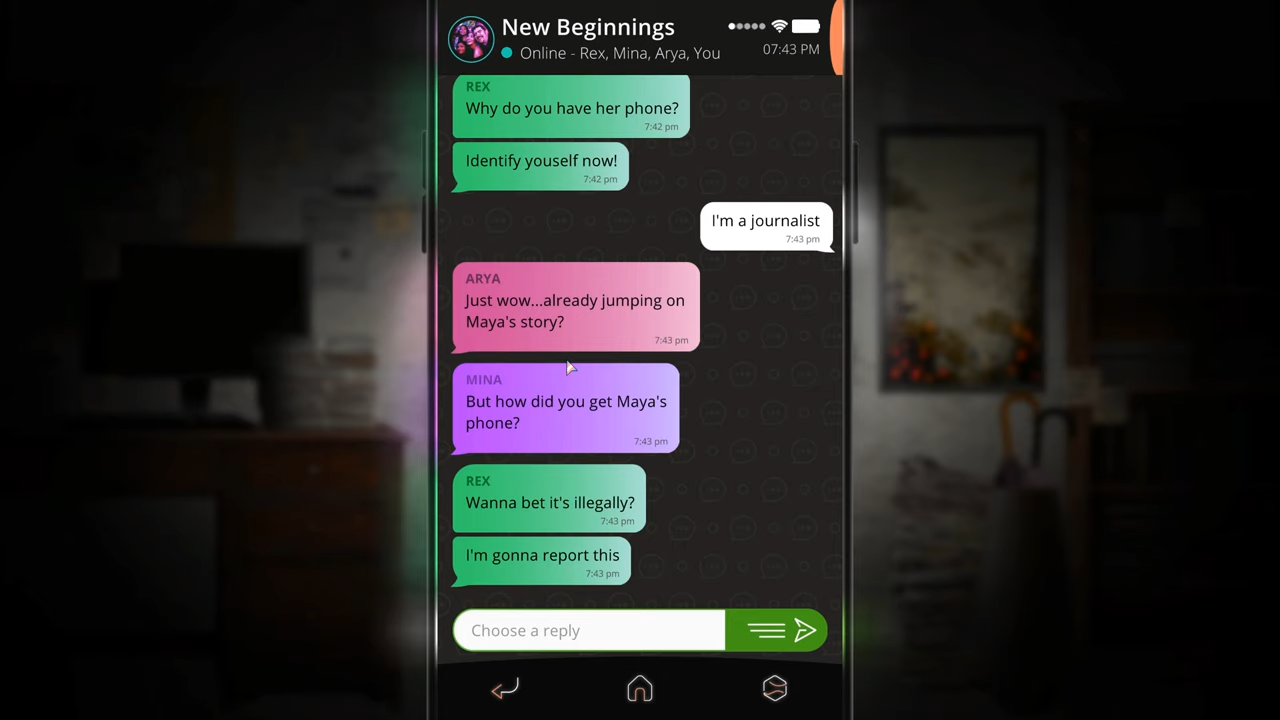 New Beginnings
Online - Rex, Mina, Arya, You
07:43 PM
REX
Why do you have her phone?
7:42 pm
Identify youself now!
7:42 pm
I'm a journalist
7:43 pm
ARYA
Just wow...already jumping on
Maya's story?
7:43 pm
MINA
But how did you get Maya's
phone?
7:43 pm
REX
Wanna bet it's illegally?
7:43 pm
I'm gonna report this
7:43 pm
Choose a reply